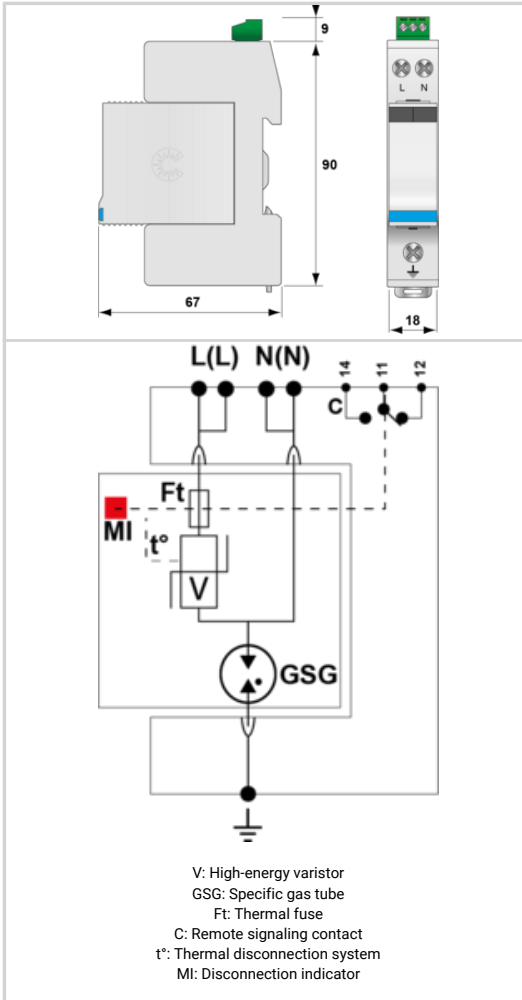 9
L N
90
67
18
L(L) N(N)
14 11 12
C
Ft
MI
t°
V
GSG
V: High-energy varistor
GSG: Specific gas tube
Ft: Thermal fuse
C: Remote signaling contact
t°: Thermal disconnection system
MI: Disconnection indicator